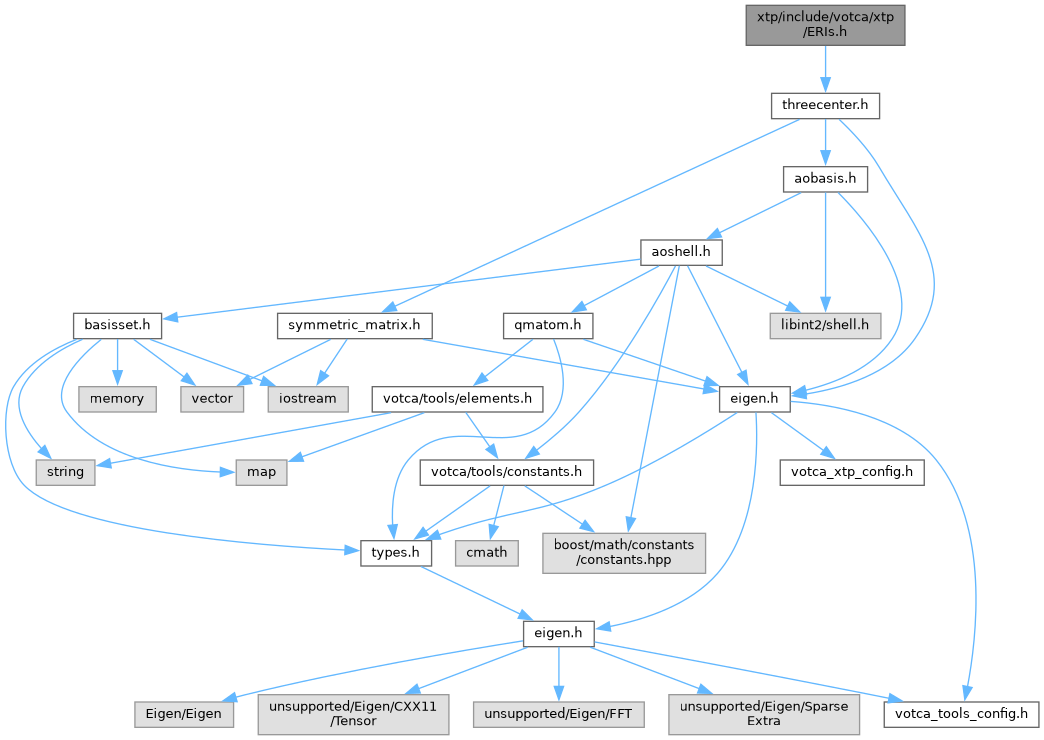 xtp/include/votca/xtp
/ERIs.h
threecenter.h
aobasis.h
aoshell.h
basisset.h
symmetric_matrix.h
qmatom.h
libint2/shell.h
memory
vector
iostream
votca/tools/elements.h
eigen.h
string
map
votca/tools/constants.h
votca_xtp_config.h
types.h
cmath
boost/math/constants
/constants.hpp
eigen.h
Eigen/Eigen
unsupported/Eigen/CXX11
/Tensor
unsupported/Eigen/FFT
unsupported/Eigen/Sparse
Extra
votca_tools_config.h